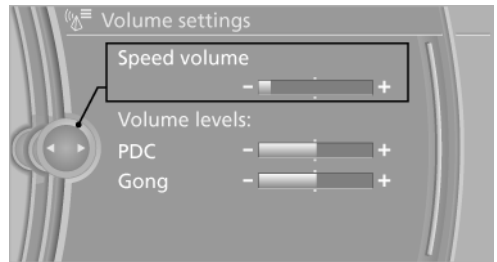 Volume settings
Speed volume
- +
Volume levels:
PDC - +
Gong - +